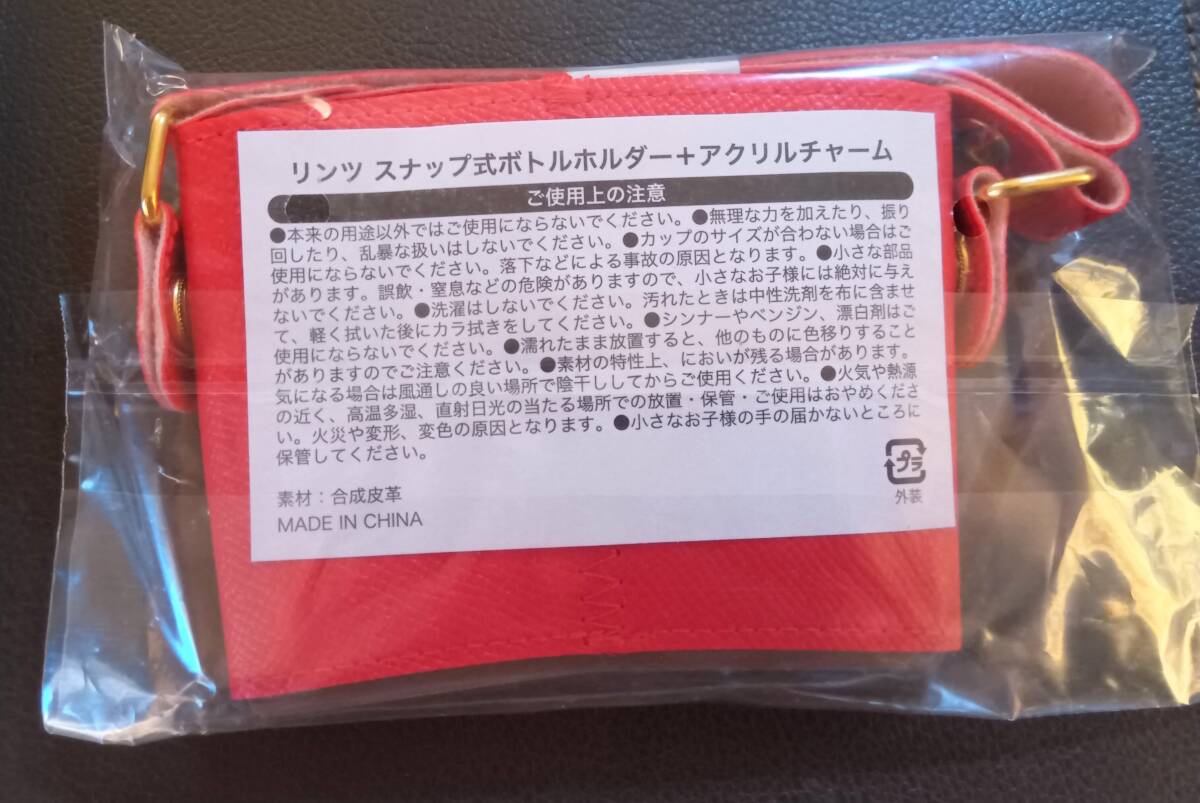 リンツ スナップ式ボトルホルダー＋アクリルチャーム
ご使用上の注意
●本来の用途以外ではご使用にならないでください。●無理な力を加えたり、振り
回したり、乱暴な扱いはしないでください。●カップのサイズが合わない場合はご
使用にならないでください。落下などによる事故の原因となります。●小さな部品
があります。誤飲・窒息などの危険がありますので、小さなお子様には絶対に与え
ないでください。●洗濯はしないでください。汚れたときは中性洗剤を布に含ませ
て、軽く拭いた後にカラ拭きをしてください。●シンナーやベンジン、漂白剤はご
使用にならないでください。●濡れたまま放置すると、他のものに色移りすること
がありますのでご注意ください。●素材の特性上、においが残る場合があります。
気になる場合は風通しの良い場所で陰干ししてからご使用ください。●火気や熱源
の近く、高温多湿、直射日光の当たる場所での放置・保管・ご使用はおやめくださ
い。火災や変形、変色の原因となります。●小さなお子様の手の届かないところに
保管してください。
プラ
外装
素材：合成皮革
MADE IN CHINA